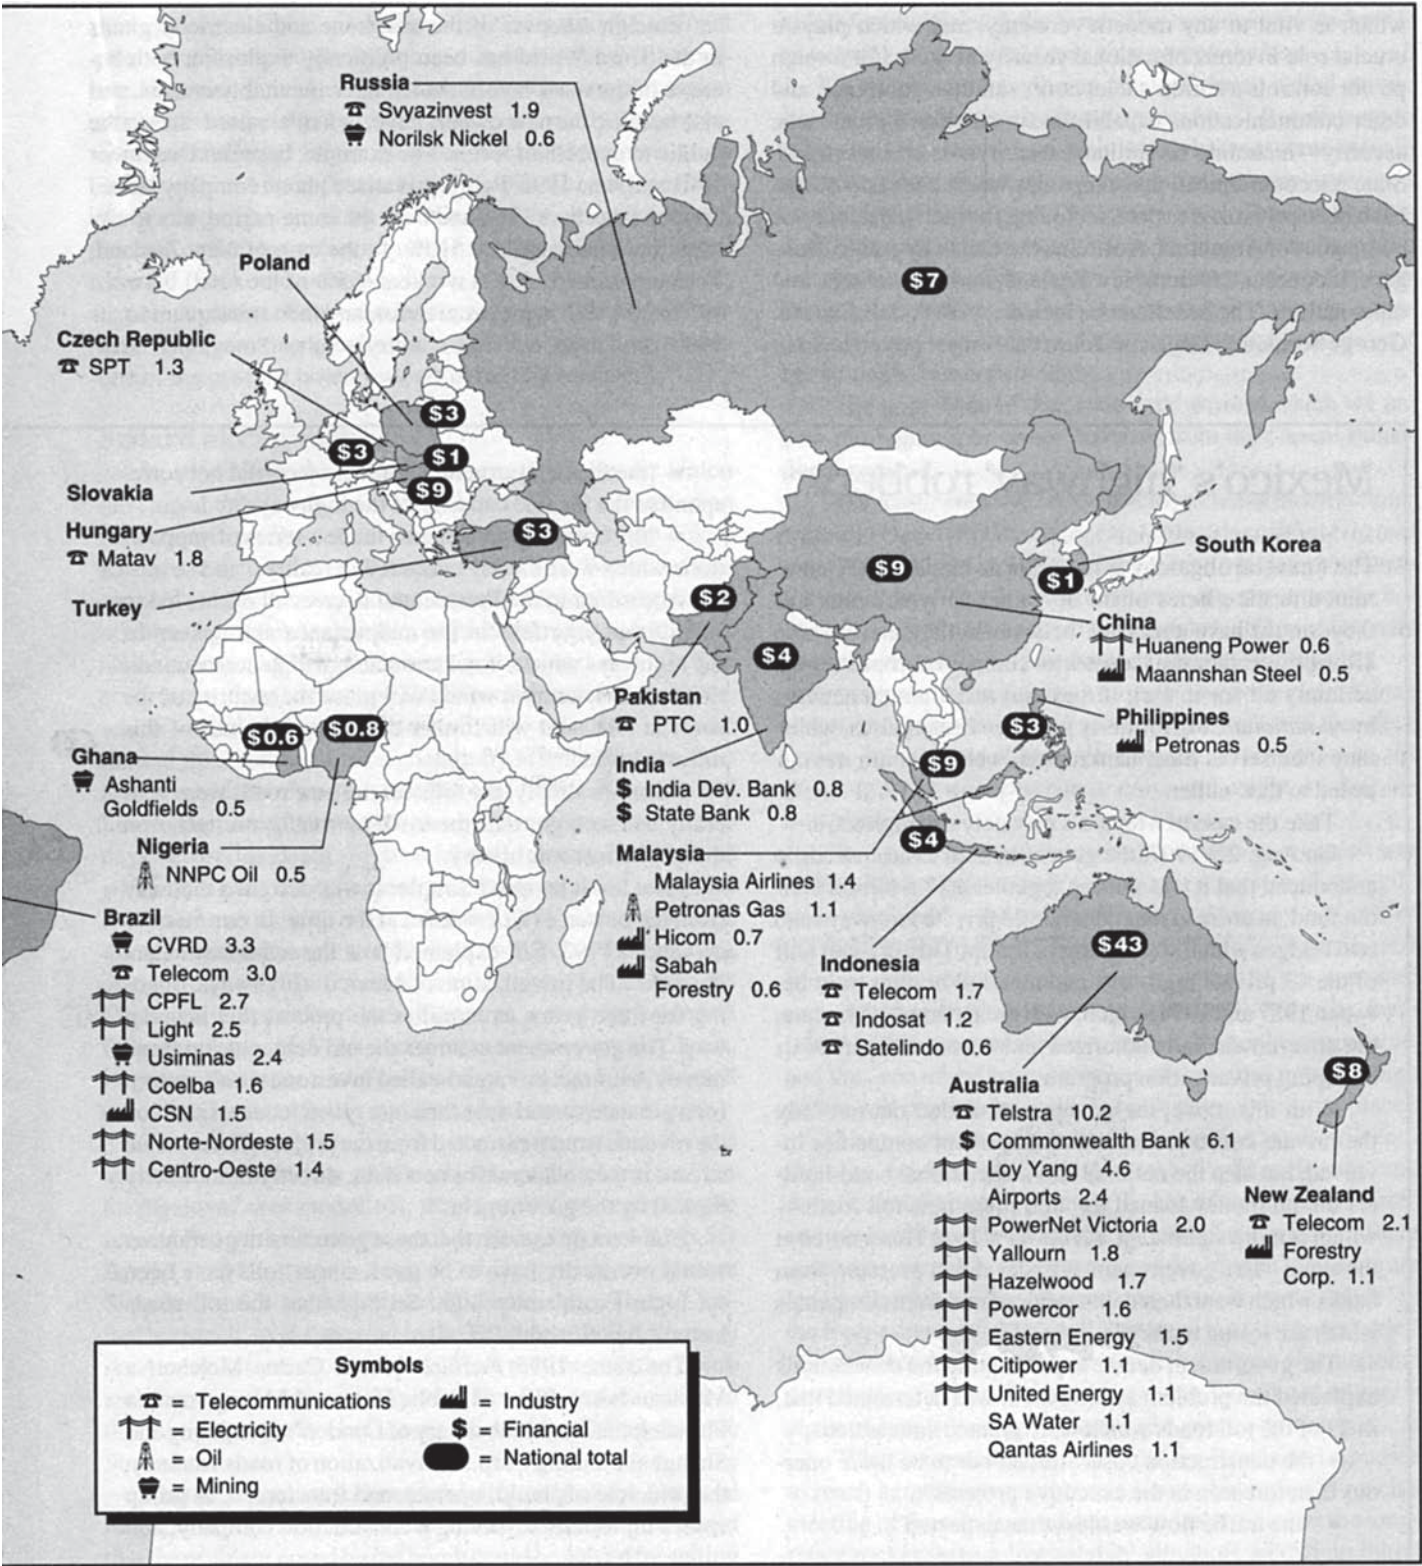 Russia
Svyazinvest 1.9
Norilsk Nickel 0.6
Poland
$7
Czech Republic
SPT 1.3
$3
$3
$1
$9
Slovakia
Hungary
Matav 1.8
$3
Turkey
South Korea
$9
$1
$2
China
Huaneng Power 0.6
Maannshan Steel 0.5
$4
Pakistan
PTC 1.0
Philippines
Petronas 0.5
$3
$0.6
$0.8
Ghana
Ashanti
Goldfields 0.5
India
$ India Dev. Bank 0.8
$ State Bank 0.8
$9
$4
Nigeria
NNPC Oil 0.5
Malaysia
Malaysia Airlines 1.4
Petronas Gas 1.1
Hicom 0.7
Sabah
Forestry 0.6
Brazil
CVRD 3.3
Telecom 3.0
CPFL 2.7
Light 2.5
Usiminas 2.4
Coelba 1.6
CSN 1.5
Norte-Nordeste 1.5
Centro-Oeste 1.4
$43
Indonesia
Telecom 1.7
Indosat 1.2
Satelindo 0.6
$8
Australia
Telstra 10.2
$ Commonwealth Bank 6.1
Loy Yang 4.6
Airports 2.4
PowerNet Victoria 2.0
Yallourn 1.8
Hazelwood 1.7
Powercor 1.6
Eastern Energy 1.5
Citipower 1.1
United Energy 1.1
SA Water 1.1
Qantas Airlines 1.1
New Zealand
Telecom 2.1
Forestry
Corp. 1.1
Symbols
= Telecommunications
= Industry
= Electricity
$ = Financial
= Oil
= National total
= Mining